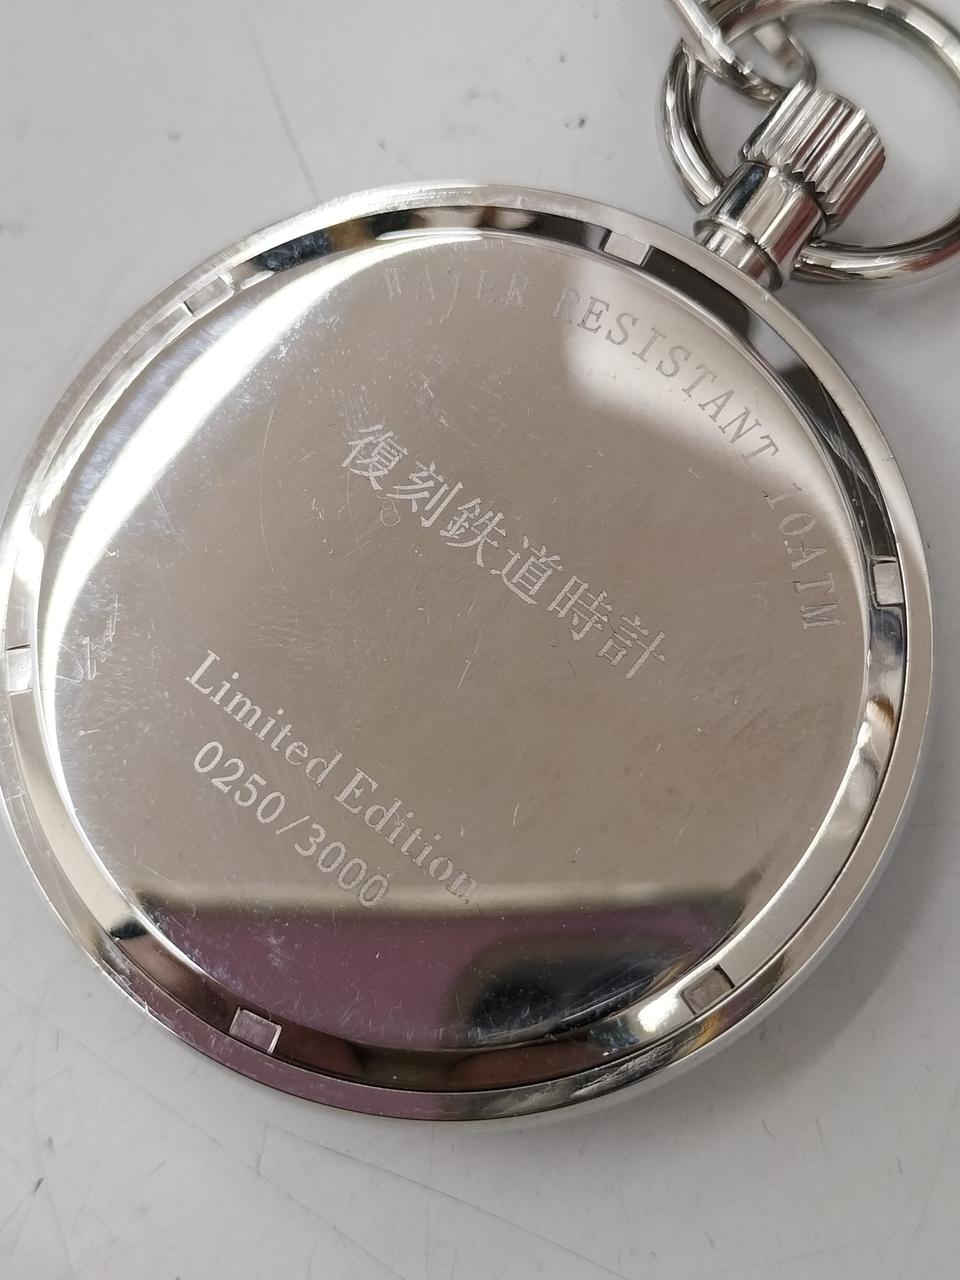 WATER RESISTANT 10ATM
復刻鉄道時計
Limited Edition
0250/3000